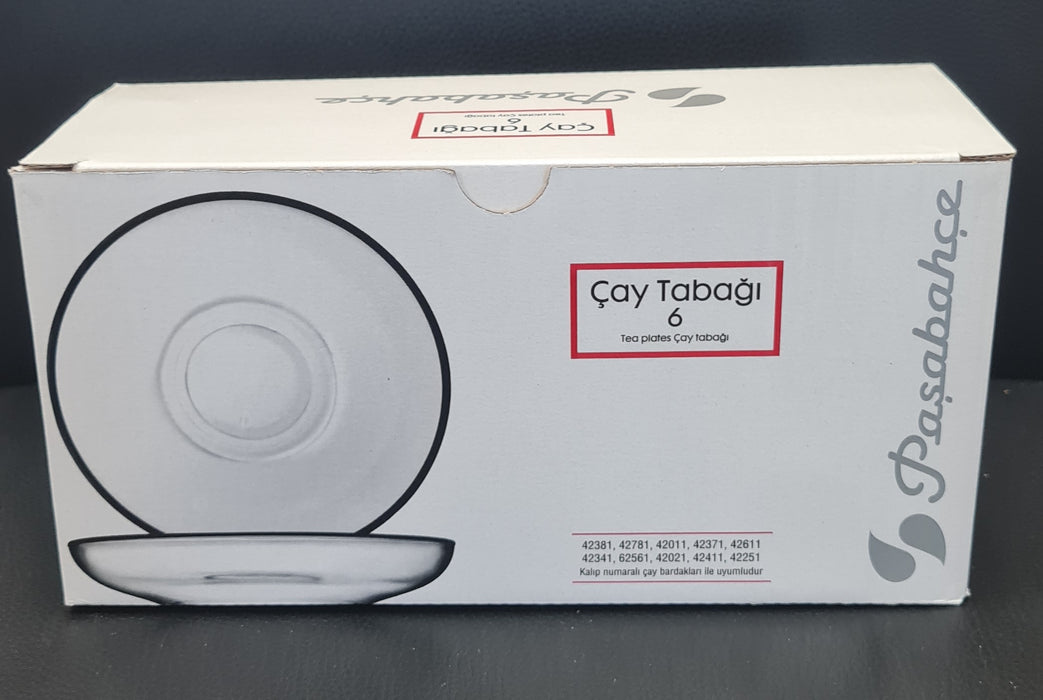 Paşabahçe
Çay Tabağı
6
Tea plates Çay tabağı
Çay Tabağı
6
Tea plates Çay tabağı
Paşabahçe
42381, 42781, 42011, 42371, 42611
42341, 62561, 42021, 42411, 42251
Kalıp numaralı çay bardakları ile uyumludur